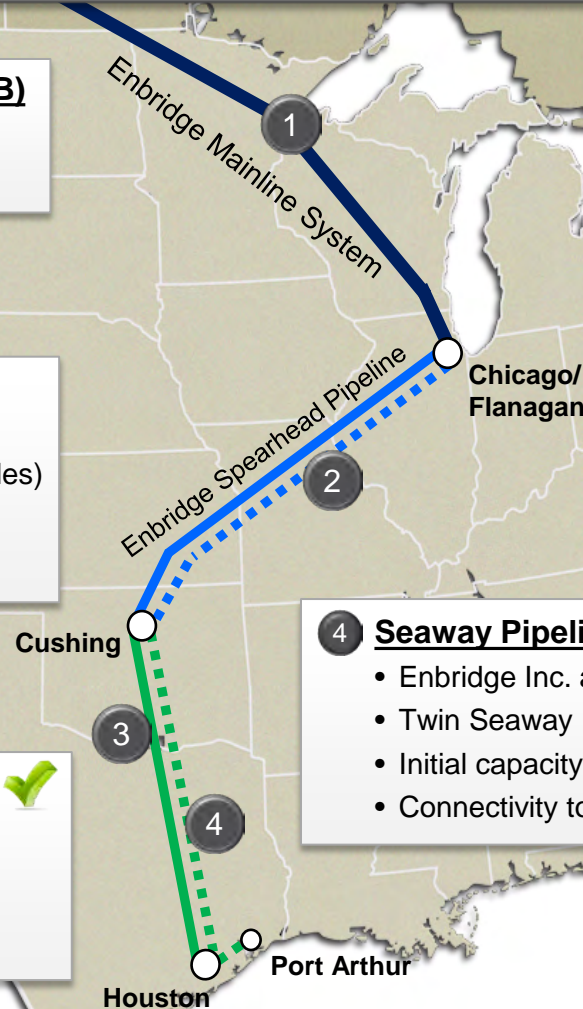 B)
1
Enbridge Mainline System
Chicago/
Flanagan
Enbridge Spearhead Pipeline
les)
2
Cushing
4 Seaway Pipeli
• Enbridge Inc. a
• Twin Seaway
• Initial capacity
• Connectivity to
3
4
Port Arthur
Houston